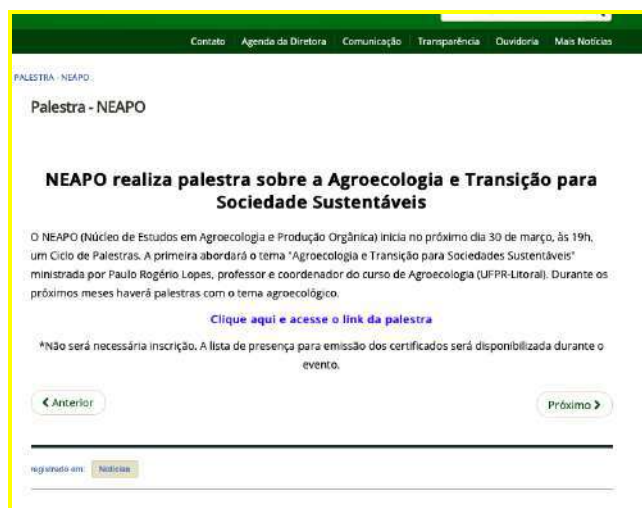 Contato Agenda da Diretora Comunicação Transparência Ouvidoria Mais Notícias
PALESTRA - NEAPO
Palestra - NEAPO
NEAPO realiza palestra sobre a Agroecologia e Transição para
Sociedade Sustentáveis
O NEAPO (Núcleo de Estudos em Agroecologia e Produção Orgânica) inicia no próximo dia 30 de março, às 19h,
um Ciclo de Palestras. A primeira abordará o tema "Agroecologia e Transição para Sociedades Sustentáveis"
ministrada por Paulo Rogério Lopes, professor e coordenador do curso de Agroecologia (UFPR-Litoral). Durante os
próximos meses haverá palestras com o tema agroecológico.
Clique aqui e acesse o link da palestra
*Não será necessária inscrição. A lista de presença para emissão dos certificados será disponibilizada durante o
evento.
Anterior Próximo
registrado em: Notícias